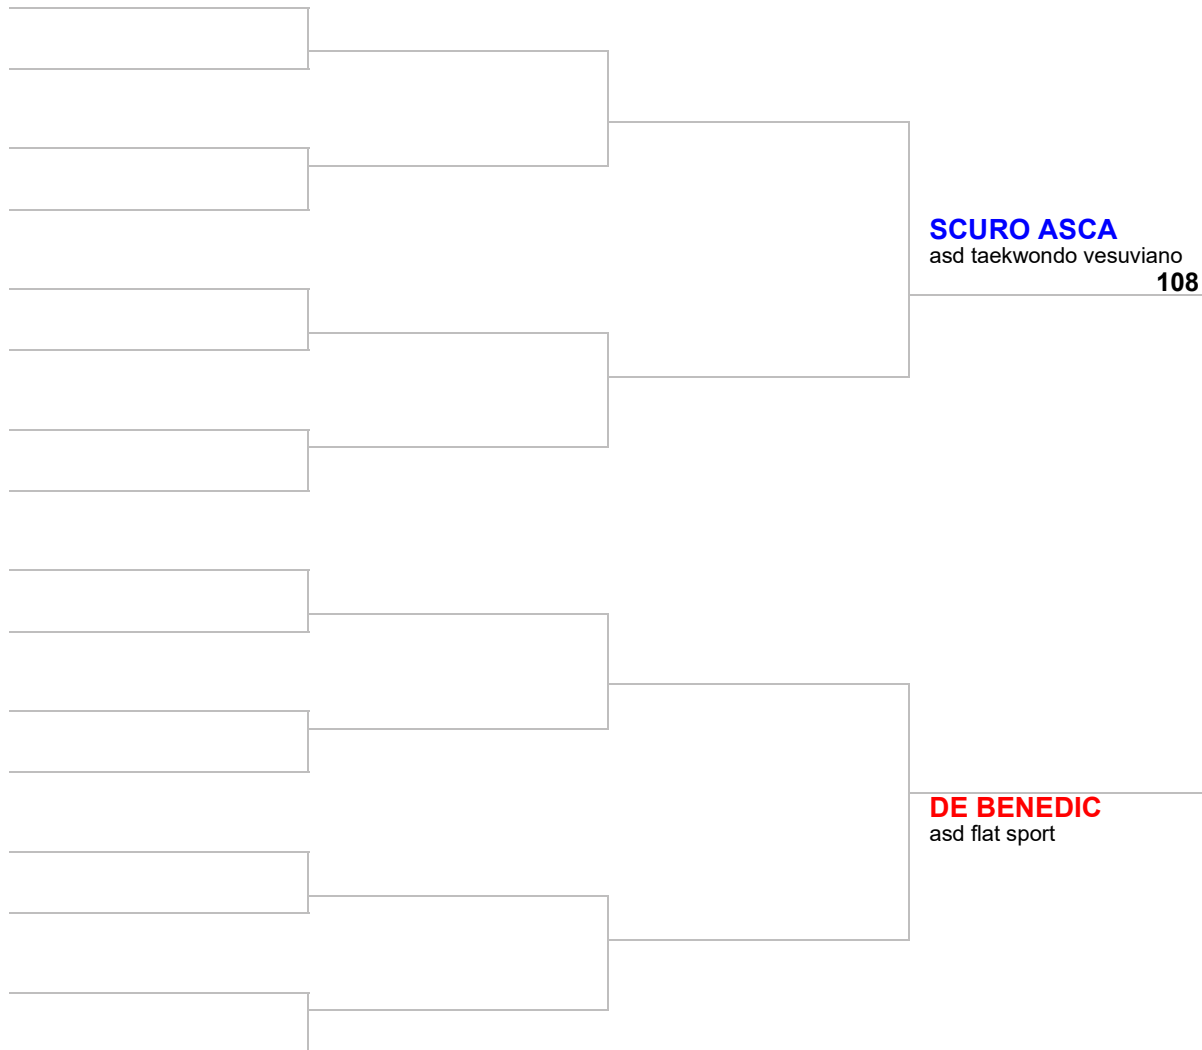 SCURO ASCA
asd taekwondo vesuviano
108
DE BENEDIC
asd flat sport